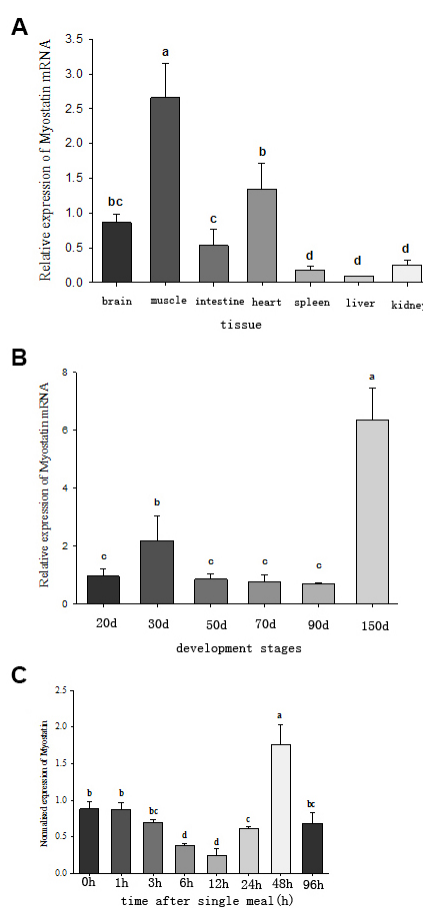 A
Relative expression of Myostatin mRNA
3.5
3.0
2.5
2.0
1.5
1.0
0.5
0.0
bc
a
c
b
d
d
d
brain muscle intestine heart spleen liver kidney
tissue
B
Relative expression of Myostatin mRNA
8
6
4
2
0
c
b
c
c
c
a
20d 30d 50d 70d 90d 150d
development stages
C
Normalised expression of Myostatin
2.5
2.0
1.5
1.0
0.5
0.0
b
b
bc
d
d
c
a
bc
0h 1h 3h 6h 12h 24h 48h 96h
time after single meal(h)